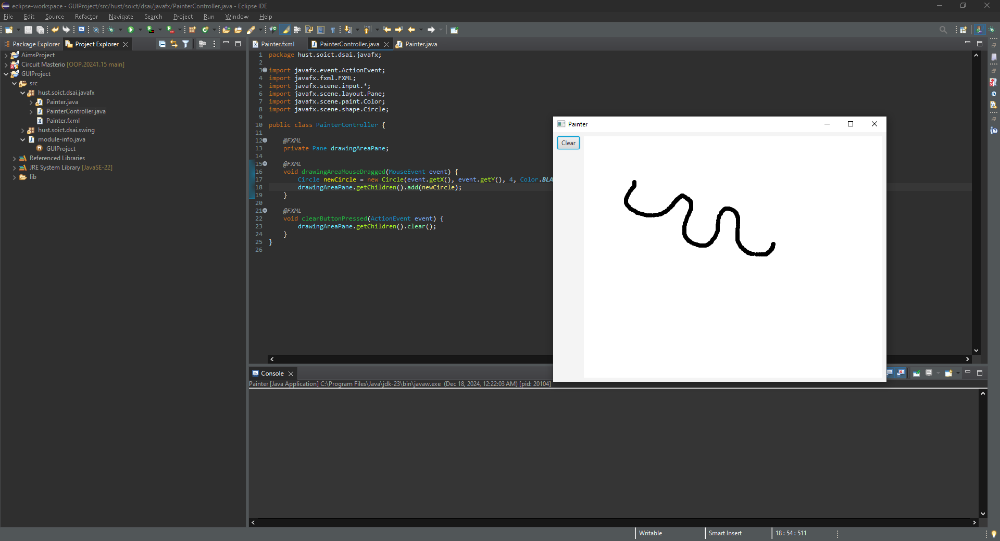 eclipse-workspace - GUIProject/src/hust/soict/dsai/javafx/PainterController.java - Eclipse IDE
File Edit Source Refactor Navigate Search Project Run Window Help
Package Explorer Project Explorer
AimsProject
Circuit Masterio [OOP.20241.15 main]
GUIProject
src
hust.soict.dsai.javafx
Painter.java
PainterController.java
Painter.fxml
hust.soict.dsai.swing
module-info.java
GUIProject
Referenced Libraries
JRE System Library [JavaSE-22]
lib
Painter.fxml PainterController.java Painter.java
1 package hust.soict.dsai.javafx;
2
3 import javafx.event.ActionEvent;
4 import javafx.fxml.FXML;
5 import javafx.scene.input.*;
6 import javafx.scene.layout.Pane;
7 import javafx.scene.paint.Color;
8 import javafx.scene.shape.Circle;
9
10 public class PainterController {
11
12 @FXML
13 private Pane drawingAreaPane;
14
15 @FXML
16 void drawingAreaMouseDragged(MouseEvent event) {
17 Circle newCircle = new Circle(event.getX(), event.getY(), 4, Color.BLA
18 drawingAreaPane.getChildren().add(newCircle);
19 }
20
21 @FXML
22 void clearButtonPressed(ActionEvent event) {
23 drawingAreaPane.getChildren().clear();
24 }
25 }
26
Painter
Clear
Console
Painter [Java Application] C:\Program Files\Java\jdk-23\bin\javaw.exe (Dec 18, 2024, 12:22:03 AM) [pid: 20104]
Writable Smart Insert 18 : 54 : 511